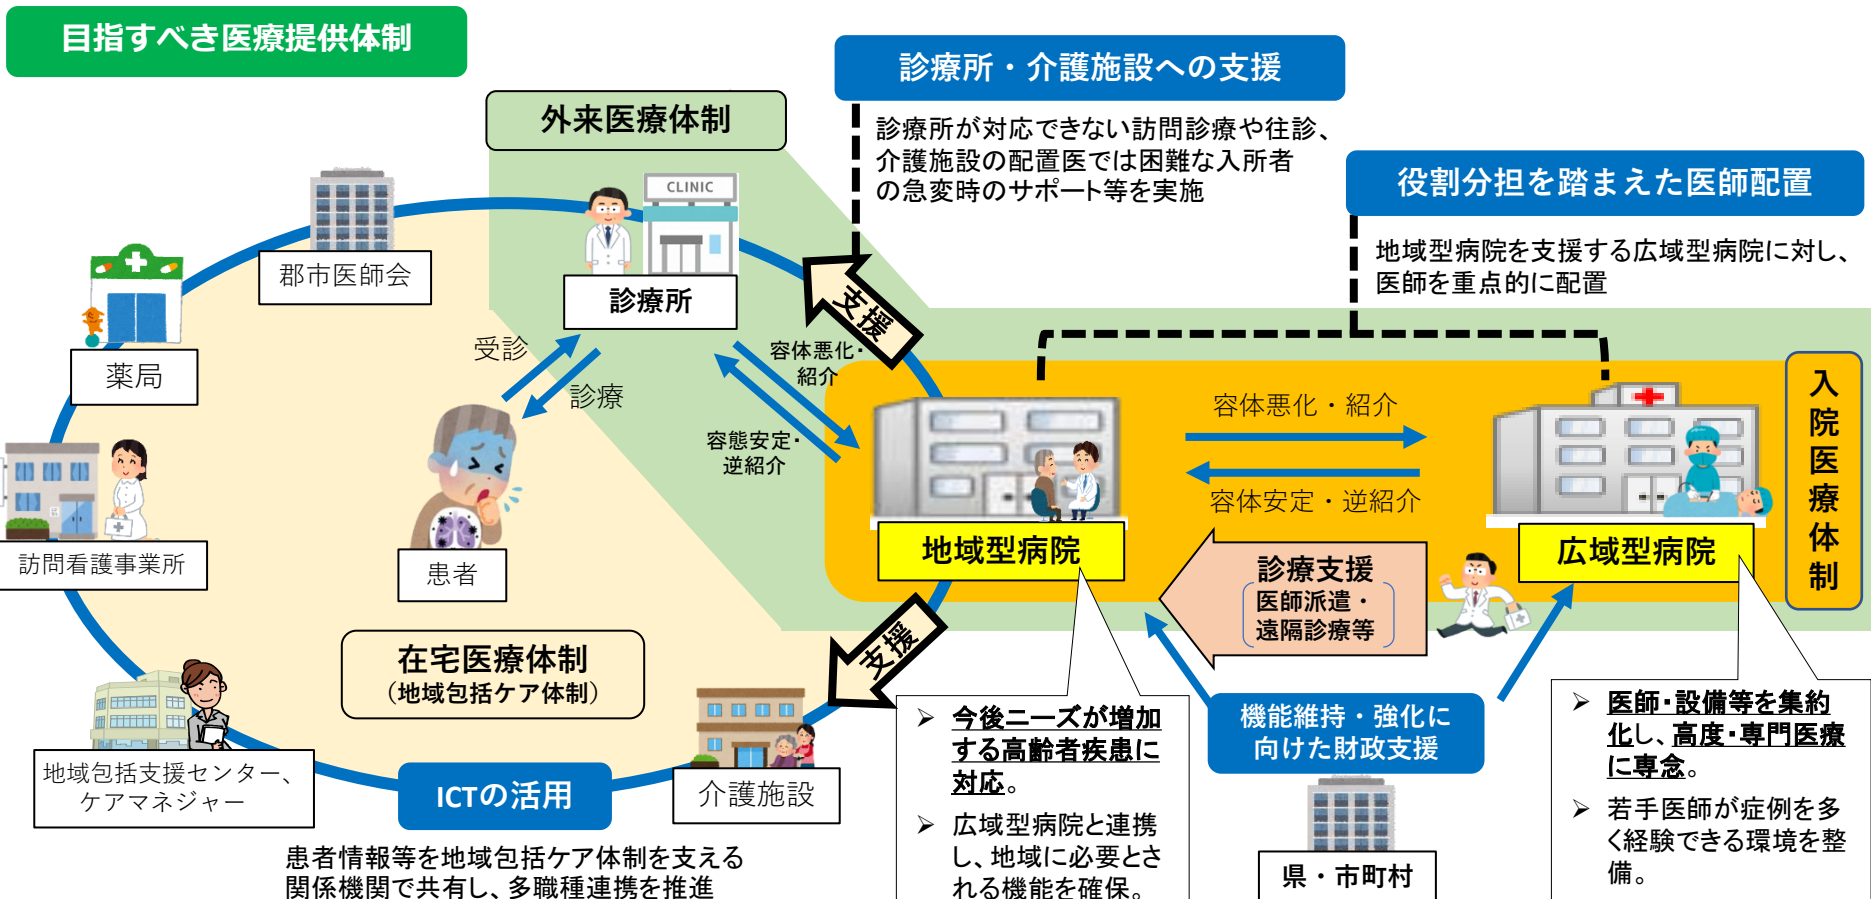 目指すべき医療提供体制
診療所・介護施設への支援
診療所が対応できない訪問診療や往診、
介護施設の配置医では困難な入所者
の急変時のサポート等を実施
役割分担を踏まえた医師配置
地域型病院を支援する広域型病院に対し、
医師を重点的に配置
外来医療体制
CLINIC
診療所
郡市医師会
薬局
訪問看護事業所
地域包括支援センター、
ケアマネジャー
受診
診療
患者
在宅医療体制
（地域包括ケア体制）
ICTの活用
患者情報等を地域包括ケア体制を支える
関係機関で共有し、多職種連携を推進
介護施設
支援
支援
容体悪化・
紹介
容態安定・
逆紹介
地域型病院
容体悪化・紹介
容体安定・逆紹介
広域型病院
入院医療体制
診療支援
医師派遣・
遠隔診療等
➢ 今後ニーズが増加
する高齢者疾患に
対応。
➢ 広域型病院と連携
し、地域に必要とさ
れる機能を確保。
機能維持・強化に
向けた財政支援
県・市町村
➢ 医師・設備等を集約
化し、高度・専門医療
に専念。
➢ 若手医師が症例を多
く経験できる環境を整
備。